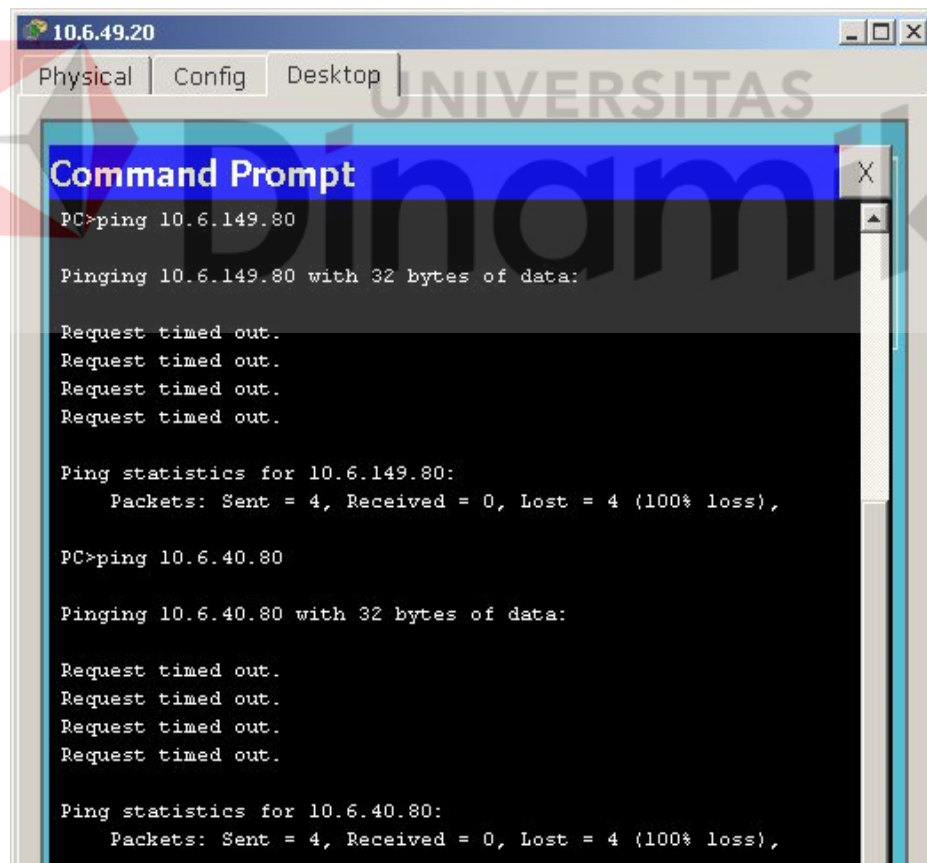 10.6.49.20
Physical Config Desktop
UNIVERSITAS
Dinamik
Command Prompt
X
PC>ping 10.6.149.80
Pinging 10.6.149.80 with 32 bytes of data:
Request timed out.
Request timed out.
Request timed out.
Request timed out.
Ping statistics for 10.6.149.80:
Packets: Sent = 4, Received = 0, Lost = 4 (100% loss),
PC>ping 10.6.40.80
Pinging 10.6.40.80 with 32 bytes of data:
Request timed out.
Request timed out.
Request timed out.
Request timed out.
Ping statistics for 10.6.40.80:
Packets: Sent = 4, Received = 0, Lost = 4 (100% loss),